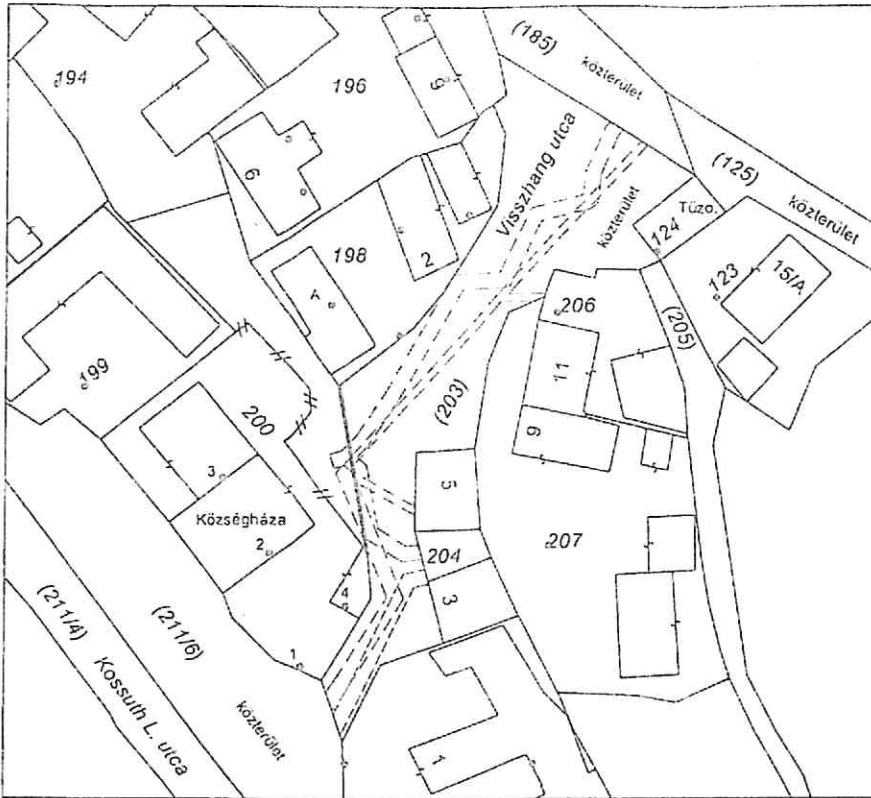 (185)
közterület
194
196
9
6
Visszhang utca
közterület
(125)
közterület
Tűzo.
124
198
2
A
123
15/A
206
(205)
199
11
200
(203)
9
3
5
Községháza
2
204
207
4
3
(211/4)
(211/6)
1
Kossuth L. utca
közterület
1